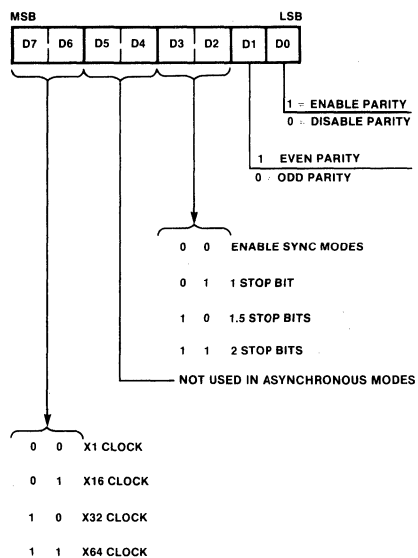 MSB LSB
D7 D6 D5 D4 D3 D2 D1 D0
1 = ENABLE PARITY
0 = DISABLE PARITY
1 EVEN PARITY
0 ODD PARITY
0 0 ENABLE SYNC MODES
0 1 1 STOP BIT
1 0 1.5 STOP BITS
1 1 2 STOP BITS
NOT USED IN ASYNCHRONOUS MODES
0 0 X1 CLOCK
0 1 X16 CLOCK
1 0 X32 CLOCK
1 1 X64 CLOCK